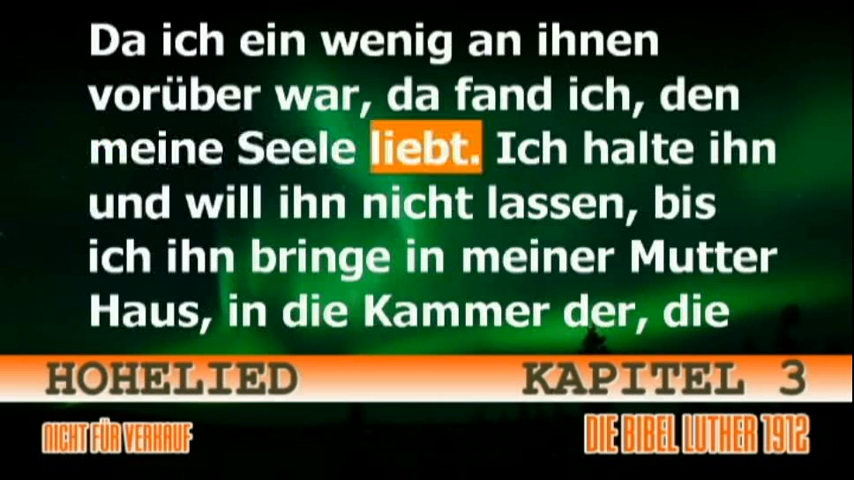 Da ich ein wenig an ihnen
vorüber war, da fand ich, den
meine Seele liebt. Ich halte ihn
und will ihn nicht lassen, bis
ich ihn bringe in meiner Mutter
Haus, in die Kammer der, die
HOHELIED KAPITEL 3
NICHT FÜR VERKAUF DIE BIBEL LUTHER 1912